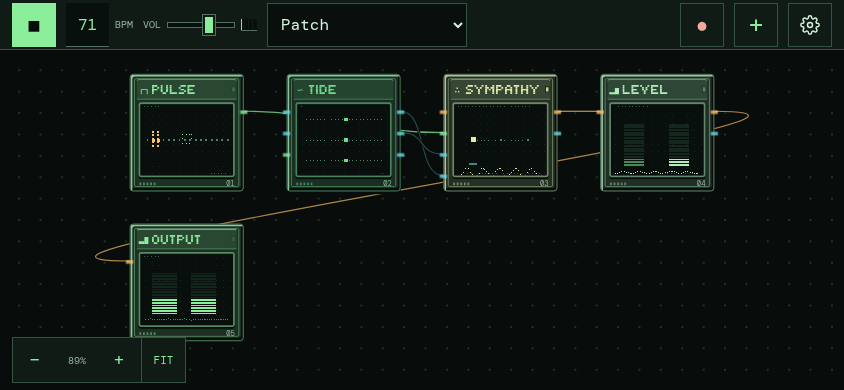 71 BPM VOL Patch
PULSE TIDE SYMPATHY LEVEL
01 02 03 04
OUTPUT
05
89% FIT